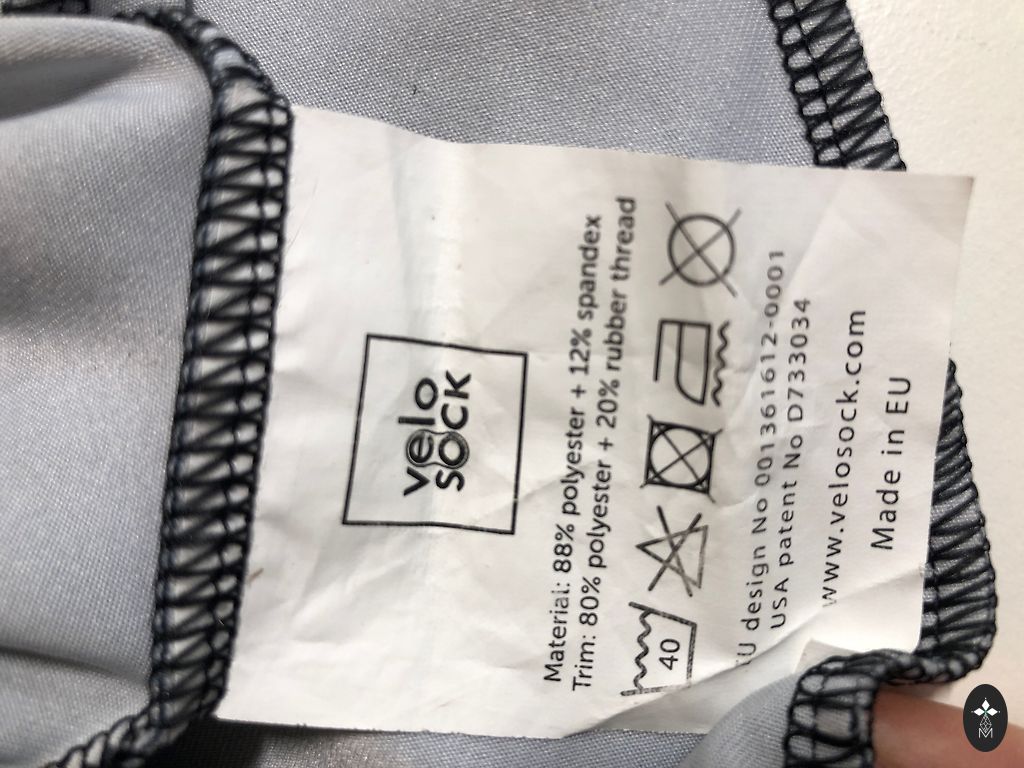 velo
sock
Material: 88% polyester + 12% spandex
Trim: 80% polyester + 20% rubber thread
40
EU design No 001361612-0001
USA patent No D733034
www.velosock.com
Made in EU
M